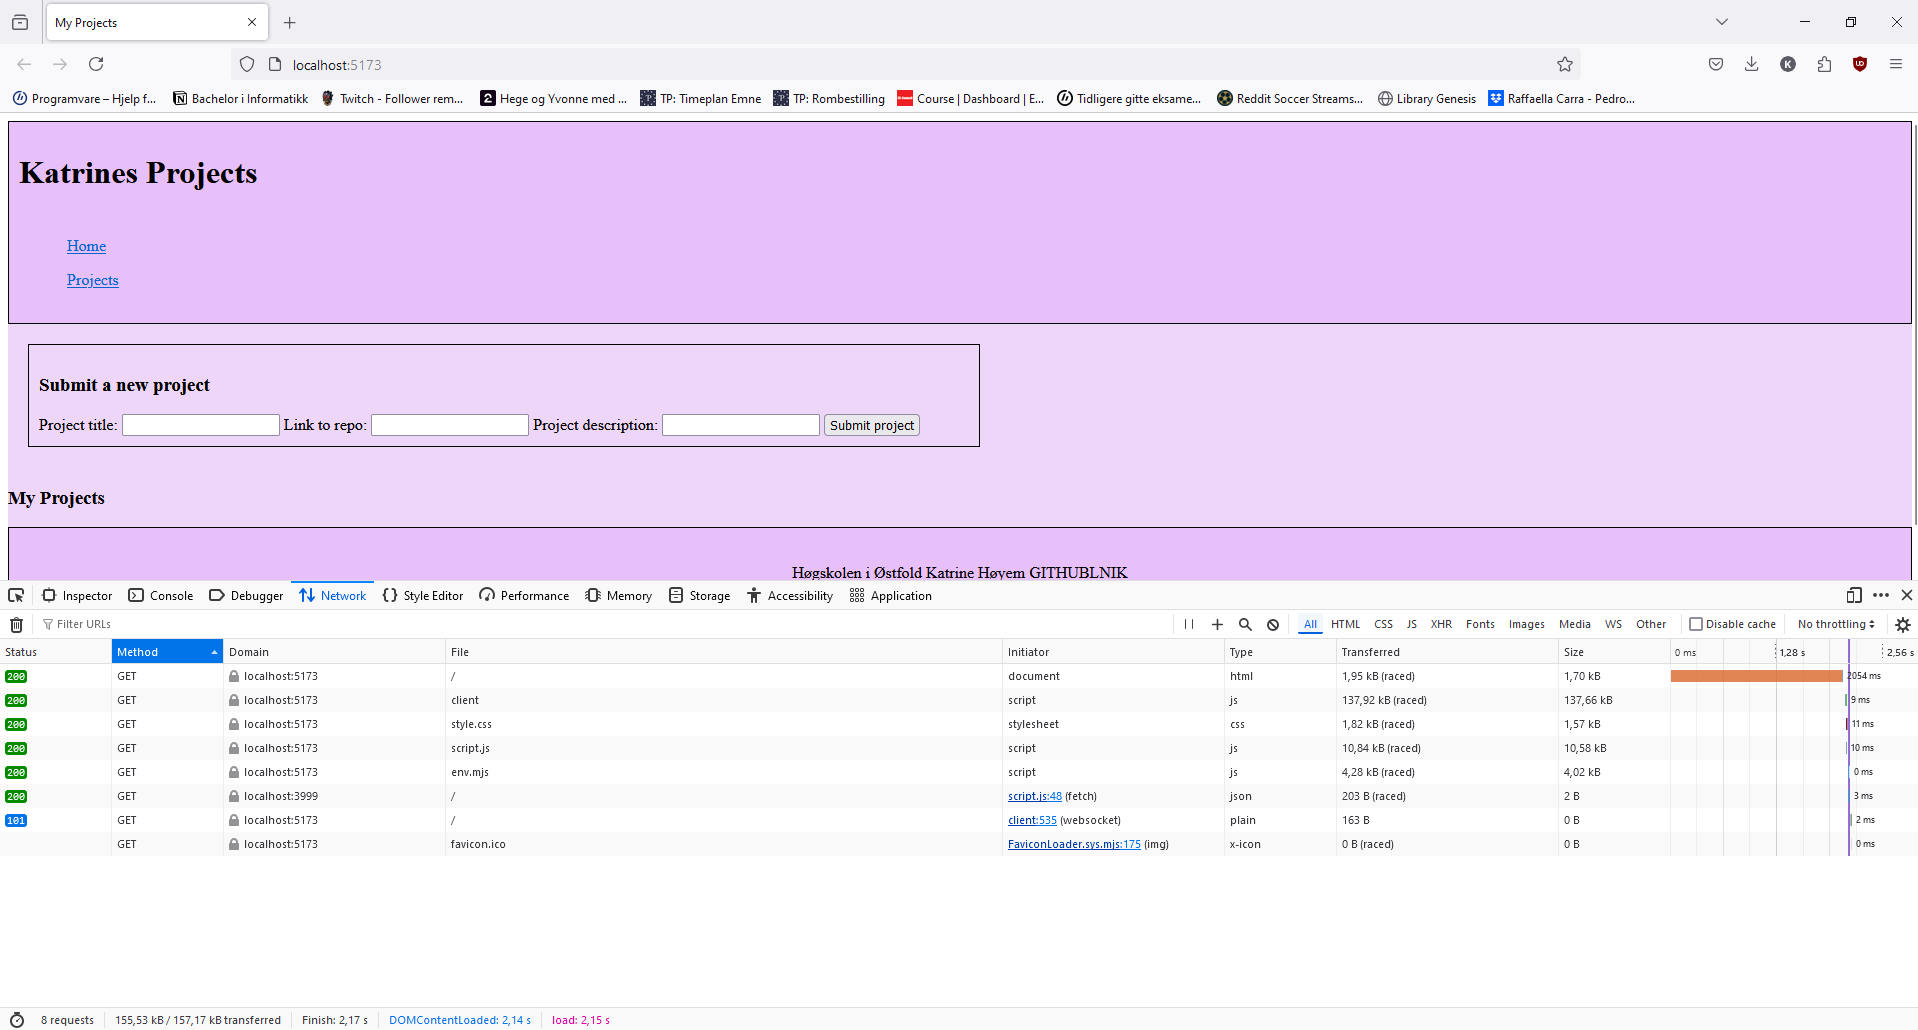 My Projects
localhost:5173
K
Programvare – Hjelp f... Bachelor i Informatikk Twitch - Follower rem... 2 Hege og Yvonne med ... TP: Timeplan Emne TP: Rombestilling Course | Dashboard | E... Tidligere gitte eksame... Reddit Soccer Streams... Library Genesis Raffaella Carra - Pedro...
Katrines Projects
Home
Projects
Submit a new project
Project title: Link to repo: Project description: Submit project
My Projects
Høgskolen i Østfold Katrine Høyem GITHUBLNIK
Inspector Console Debugger Network Style Editor Performance Memory Storage Accessibility Application
Filter URLs All HTML CSS JS XHR Fonts Images Media WS Other Disable cache No throttling
Status Method Domain File Initiator Type Transferred Size 0 ms 1,28 s 2,56 s
200 GET localhost:5173 / document html 1,95 kB (raced) 1,70 kB 2054 ms
200 GET localhost:5173 client script js 137,92 kB (raced) 137,66 kB 9 ms
200 GET localhost:5173 style.css stylesheet css 1,82 kB (raced) 1,57 kB 11 ms
200 GET localhost:5173 script.js script js 10,84 kB (raced) 10,58 kB 10 ms
200 GET localhost:5173 env.mjs script js 4,28 kB (raced) 4,02 kB 0 ms
200 GET localhost:3999 / script.js:48 (fetch) json 203 B (raced) 2 B 3 ms
101 GET localhost:5173 / client:535 (websocket) plain 163 B 0 B 2 ms
GET localhost:5173 favicon.ico FaviconLoader.sys.mjs:175 (img) x-icon 0 B (raced) 0 B 0 ms
8 requests 155,53 kB / 157,17 kB transferred Finish: 2,17 s DOMContentLoaded: 2,14 s load: 2,15 s